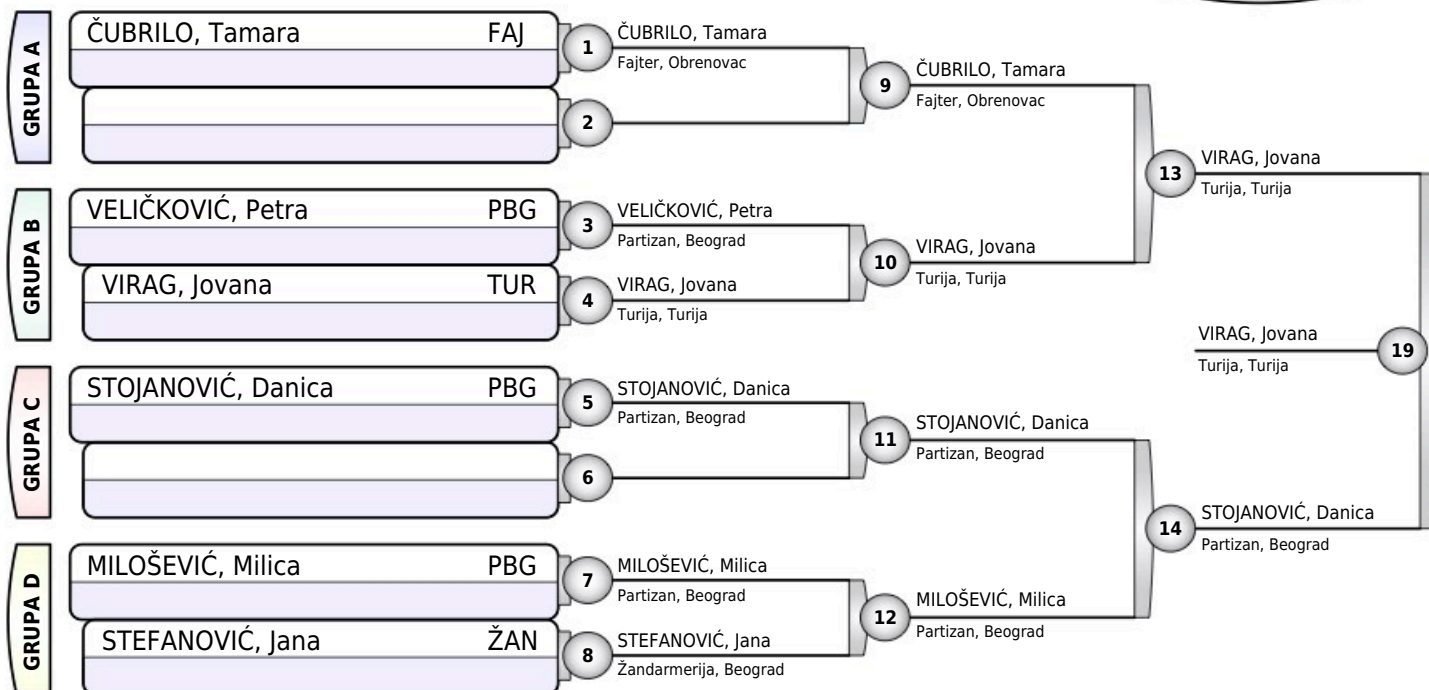 GRUPA A
ČUBRILO, Tamara FAJ
1
ČUBRILO, Tamara
Fajter, Obrenovac
2
9
ČUBRILO, Tamara
Fajter, Obrenovac
GRUPA B
VELIČKOVIĆ, Petra PBG
3
VELIČKOVIĆ, Petra
Partizan, Beograd
VIRAG, Jovana TUR
4
VIRAG, Jovana
Turija, Turija
10
VIRAG, Jovana
Turija, Turija
13
VIRAG, Jovana
Turija, Turija
GRUPA C
STOJANOVIĆ, Danica PBG
5
STOJANOVIĆ, Danica
Partizan, Beograd
6
11
STOJANOVIĆ, Danica
Partizan, Beograd
GRUPA D
MILOŠEVIĆ, Milica PBG
7
MILOŠEVIĆ, Milica
Partizan, Beograd
STEFANOVIĆ, Jana ŽAN
8
STEFANOVIĆ, Jana
Žandarmerija, Beograd
12
MILOŠEVIĆ, Milica
Partizan, Beograd
14
STOJANOVIĆ, Danica
Partizan, Beograd
VIRAG, Jovana
Turija, Turija
19